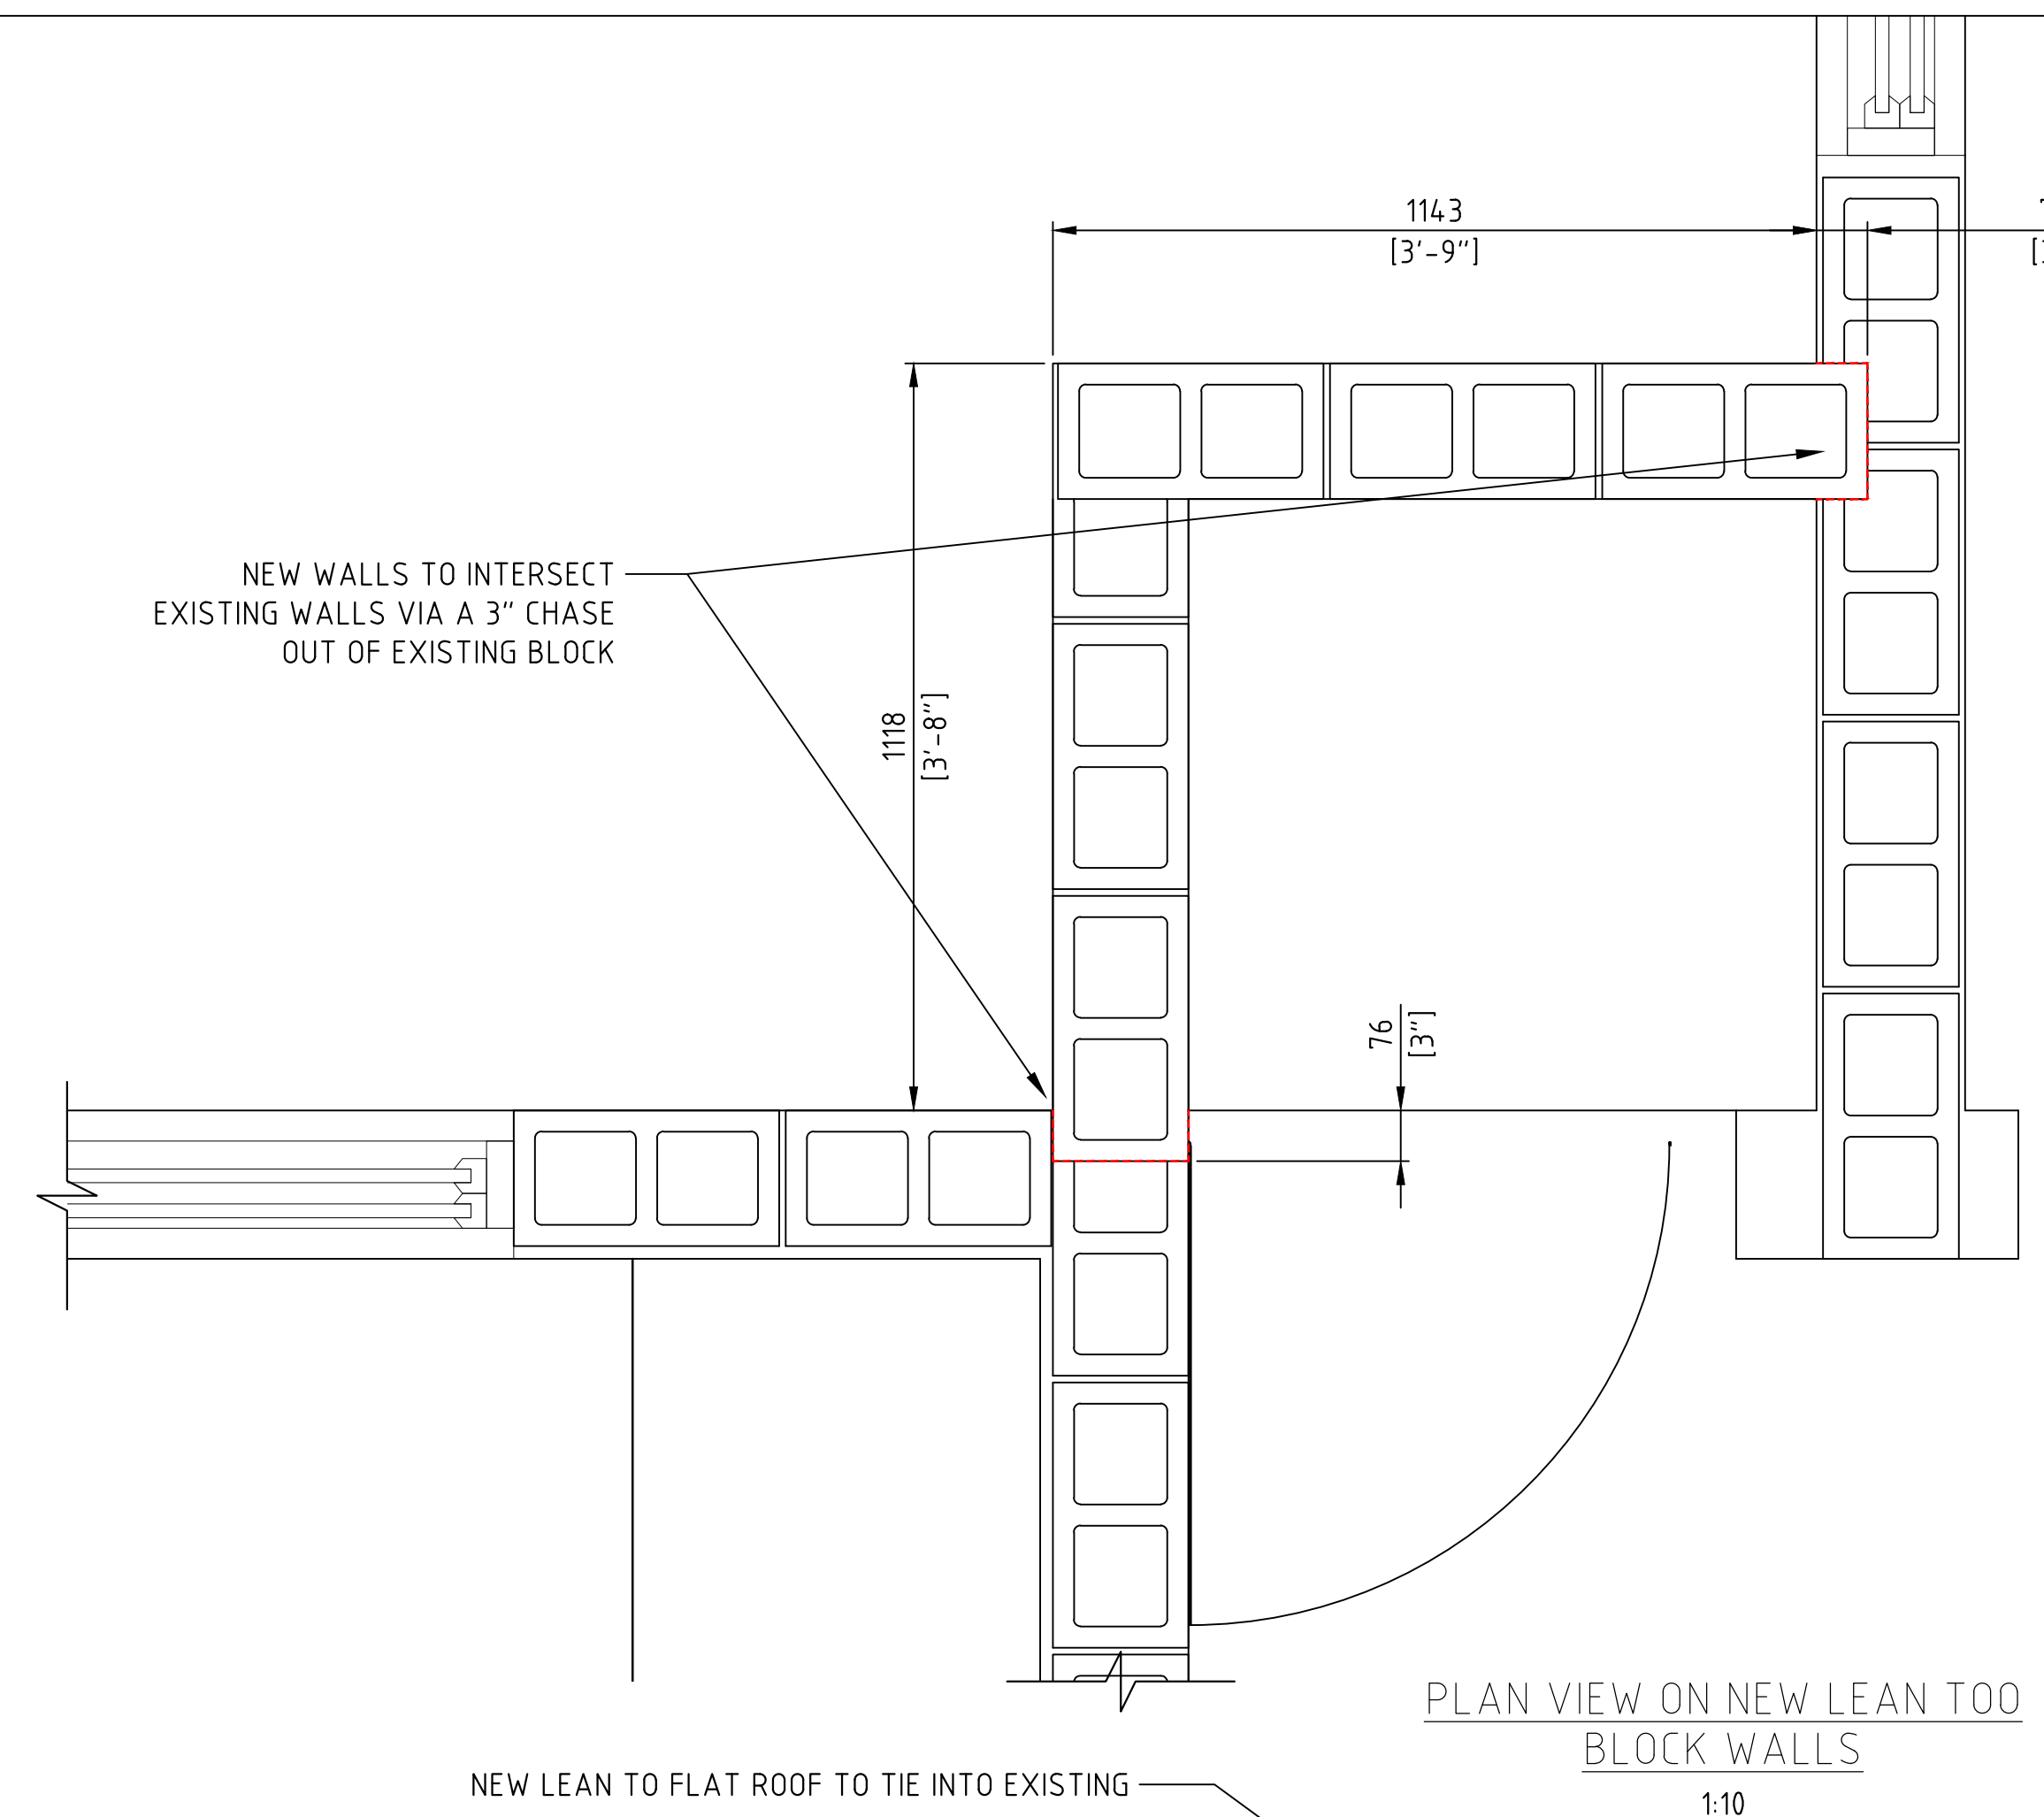 1143
[3'-9"]
NEW WALLS TO INTERSECT
EXISTING WALLS VIA A 3" CHASE
OUT OF EXISTING BLOCK
1118
[3'-8"]
76
[3"]
PLAN VIEW ON NEW LEAN TOO
BLOCK WALLS
1:10
NEW LEAN TO FLAT ROOF TO TIE INTO EXISTING